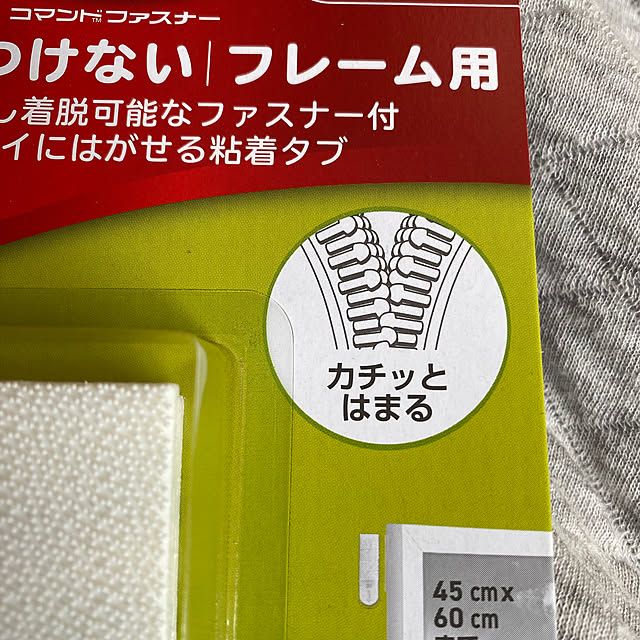 コマンド™ファスナー
つけない|フレーム用
し着脱可能なファスナー付
イにはがせる粘着タブ
カチッと
はまる
45 cm x
60 cm